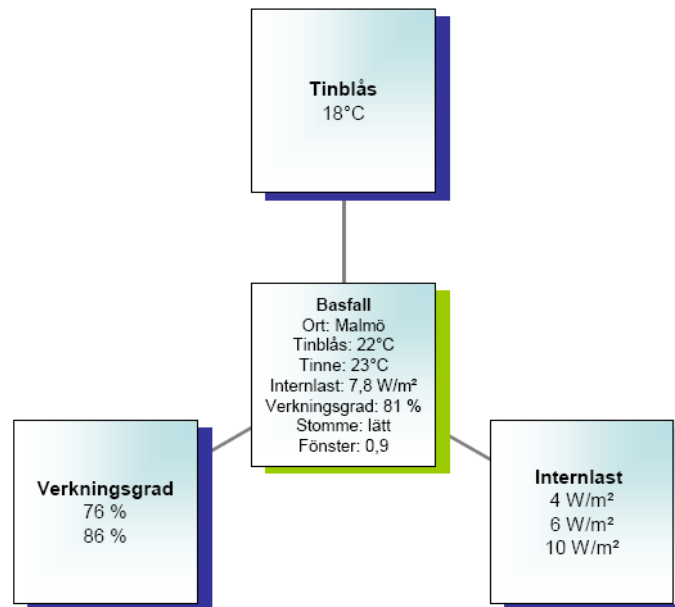 Tinblås
18°C
Basfall
Ort: Malmö
Tinblås: 22°C
Tinne: 23°C
Internlast: 7,8 W/m²
Verkningsgrad: 81 %
Stomme: lätt
Fönster: 0,9
Verkningsgrad
76 %
86 %
Internlast
4 W/m²
6 W/m²
10 W/m²